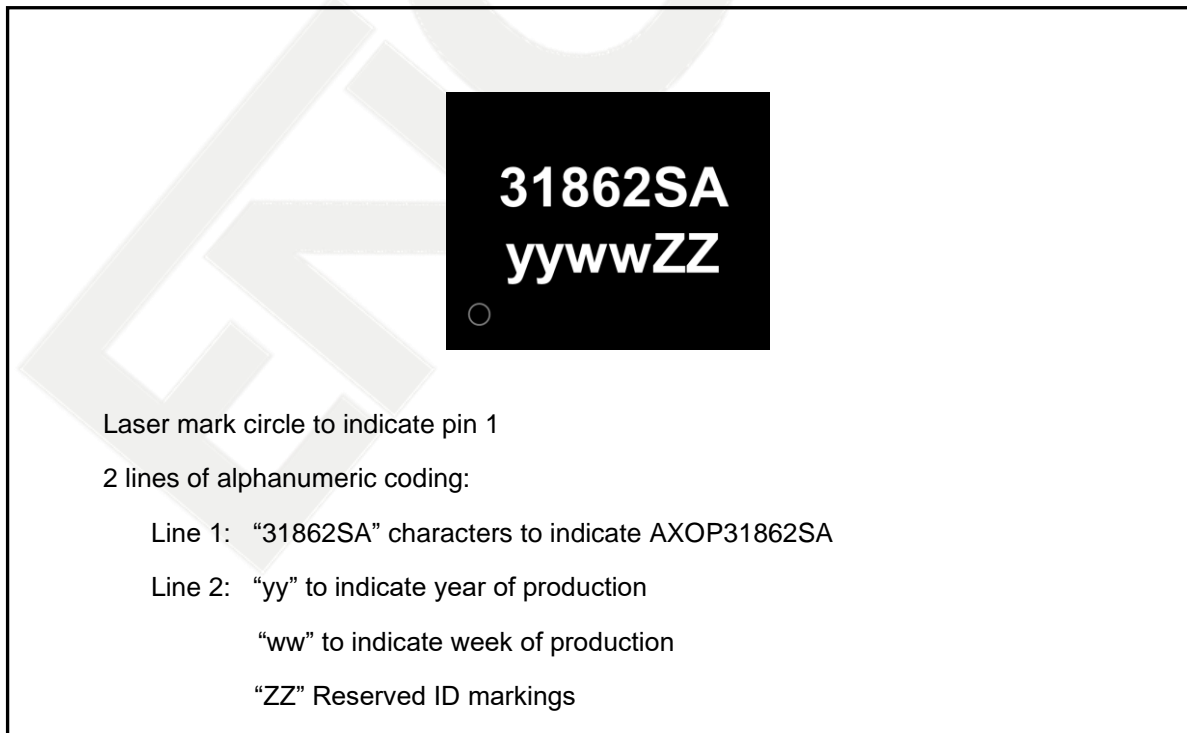 31862SA
yywwZZ
Laser mark circle to indicate pin 1
2 lines of alphanumeric coding:
Line 1: “31862SA” characters to indicate AXOP31862SA
Line 2: “yy” to indicate year of production
“ww” to indicate week of production
“ZZ” Reserved ID markings